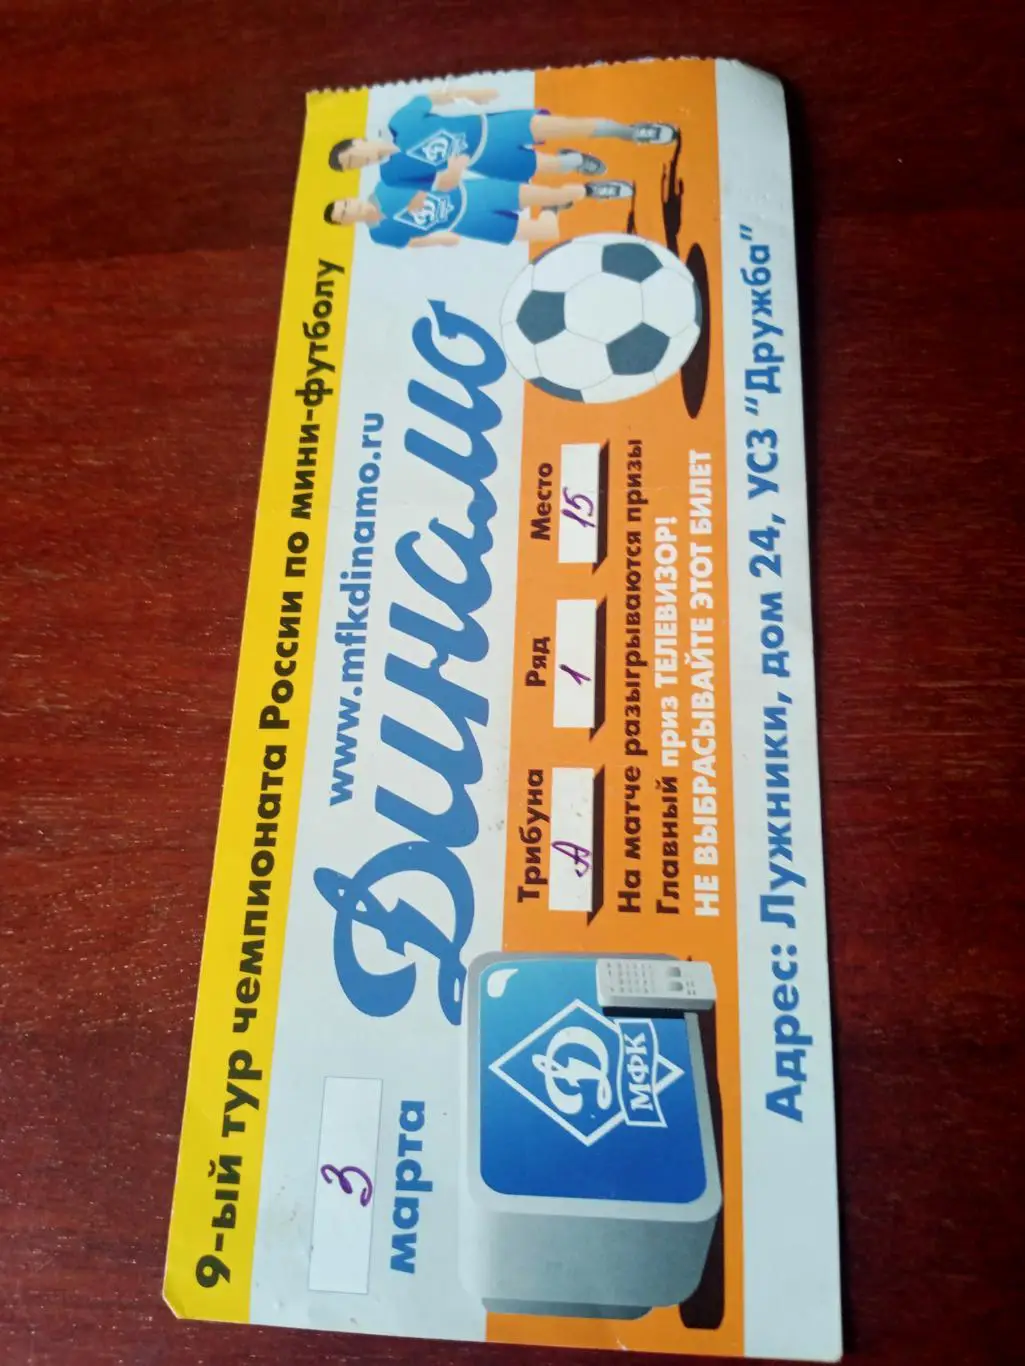 9-ый тур чемпионата России по мини-футболу
www.mfkdinamo.ru
Динамо
3
марта
Трибуна Ряд Место
А 1 15
На матче разыгрываются призы
Главный приз ТЕЛЕВИЗОР!
НЕ ВЫБРАСЫВАЙТЕ ЭТОТ БИЛЕТ
Д
МФК
Адрес: Лужники, дом 24, УСЗ "Дружба"